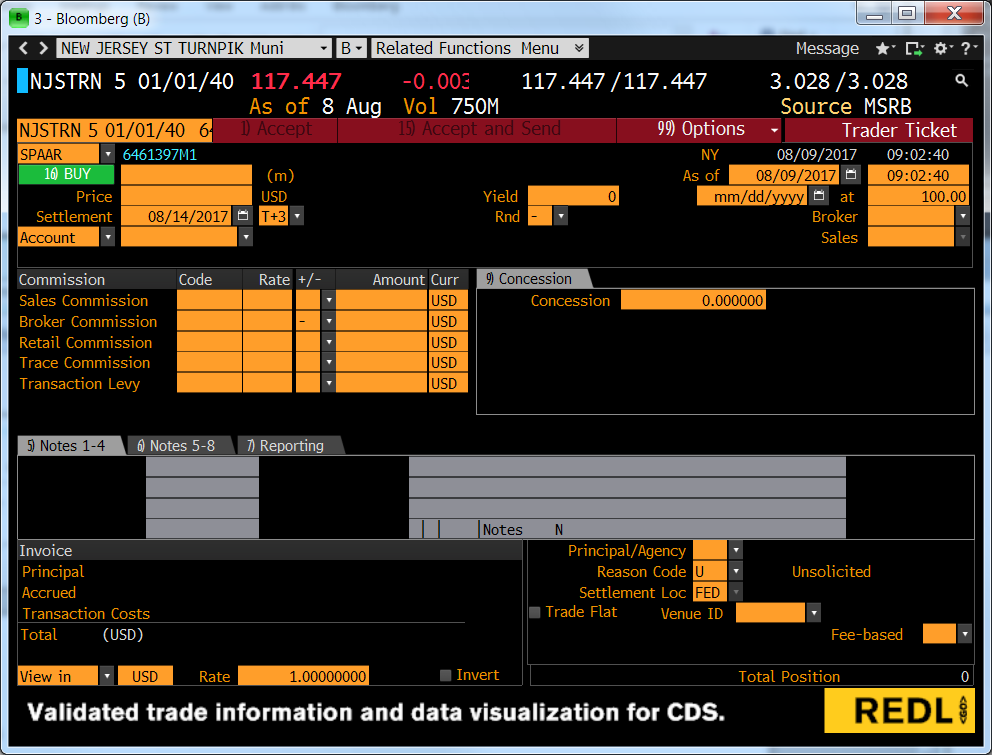 3 - Bloomberg (B)
NEW JERSEY ST TURNPIK Muni B Related Functions Menu Message ?
NJSTRN 5 01/01/40 117.447 -0.003 117.447/117.447 3.028/3.028
As of 8 Aug Vol 750M Source MSRB
NJSTRN 5 01/01/40 64 1) Accept 15) Accept and Send 99) Options Trader Ticket
SPAAR 6461397M1 NY 08/09/2017 09:02:40
16) BUY (m) As of 08/09/2017 09:02:40
Price USD Yield 0 mm/dd/yyyy at 100.00
Settlement 08/14/2017 T+3 Rnd - Broker
Account Sales
Commission Code Rate +/- Amount Curr 9) Concession
Sales Commission USD Concession 0.000000
Broker Commission - USD
Retail Commission USD
Trace Commission USD
Transaction Levy USD
5) Notes 1-4 6) Notes 5-8 7) Reporting
Notes N
Invoice Principal/Agency
Principal Reason Code U Unsolicited
Accrued Settlement Loc FED
Transaction Costs Trade Flat Venue ID
Total (USD) Fee-based
View in USD Rate 1.00000000 Invert Total Position 0
Validated trade information and data visualization for CDS. REDL